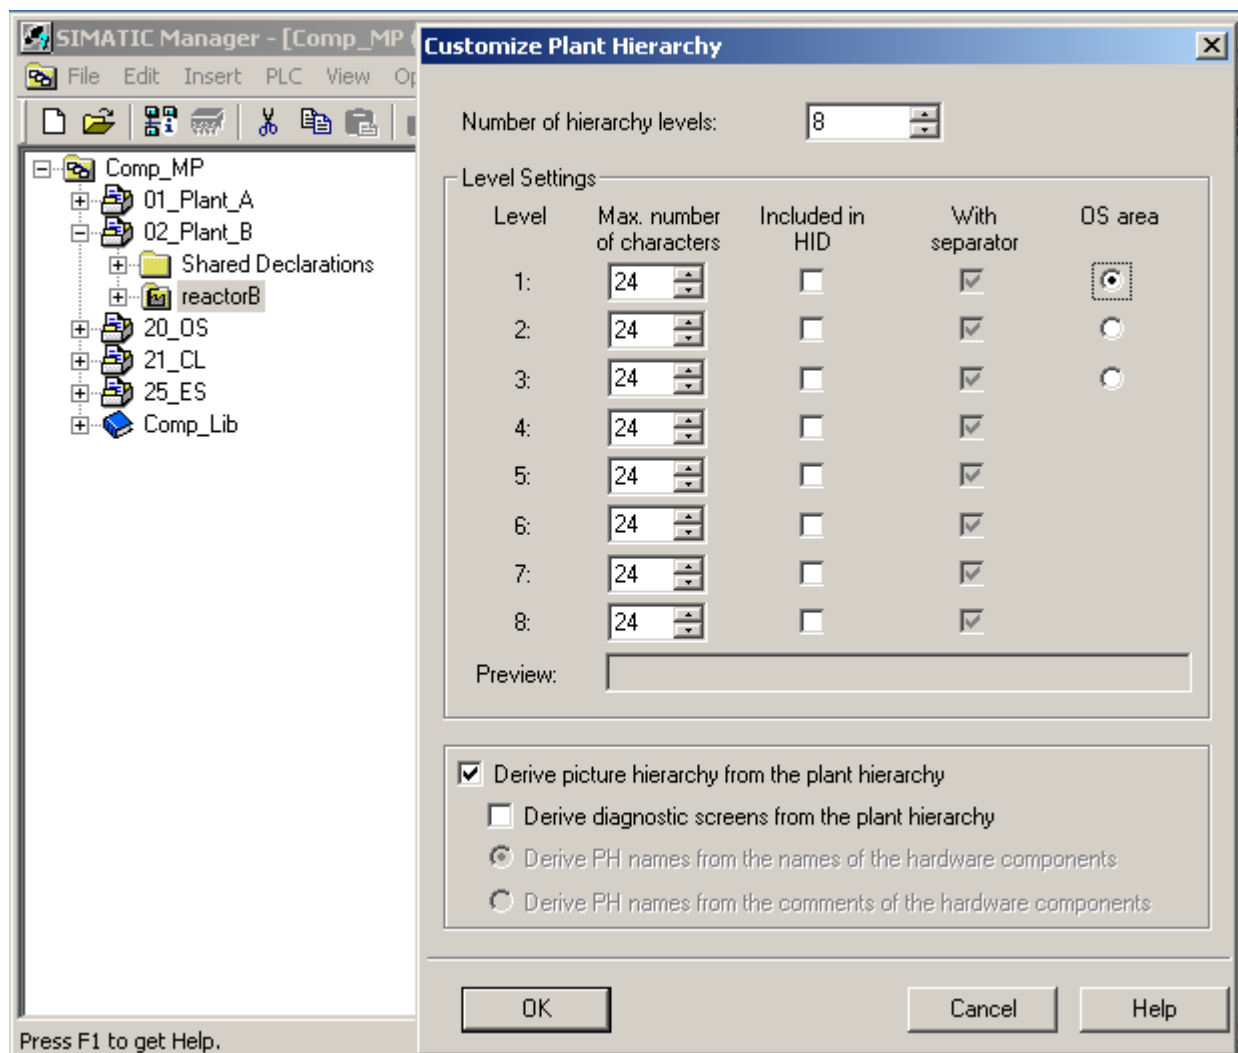 SIMATIC Manager - [Comp_MP (
Customize Plant Hierarchy
File Edit Insert PLC View Op
Number of hierarchy levels: 8
Comp_MP
01_Plant_A
02_Plant_B
Shared Declarations
reactorB
20_OS
21_CL
25_ES
Comp_Lib
Level Settings
Level Max. number of characters Included in HID With separator OS area
1: 24
2: 24
3: 24
4: 24
5: 24
6: 24
7: 24
8: 24
Preview:
Derive picture hierarchy from the plant hierarchy
Derive diagnostic screens from the plant hierarchy
Derive PH names from the names of the hardware components
Derive PH names from the comments of the hardware components
OK Cancel Help
Press F1 to get Help.